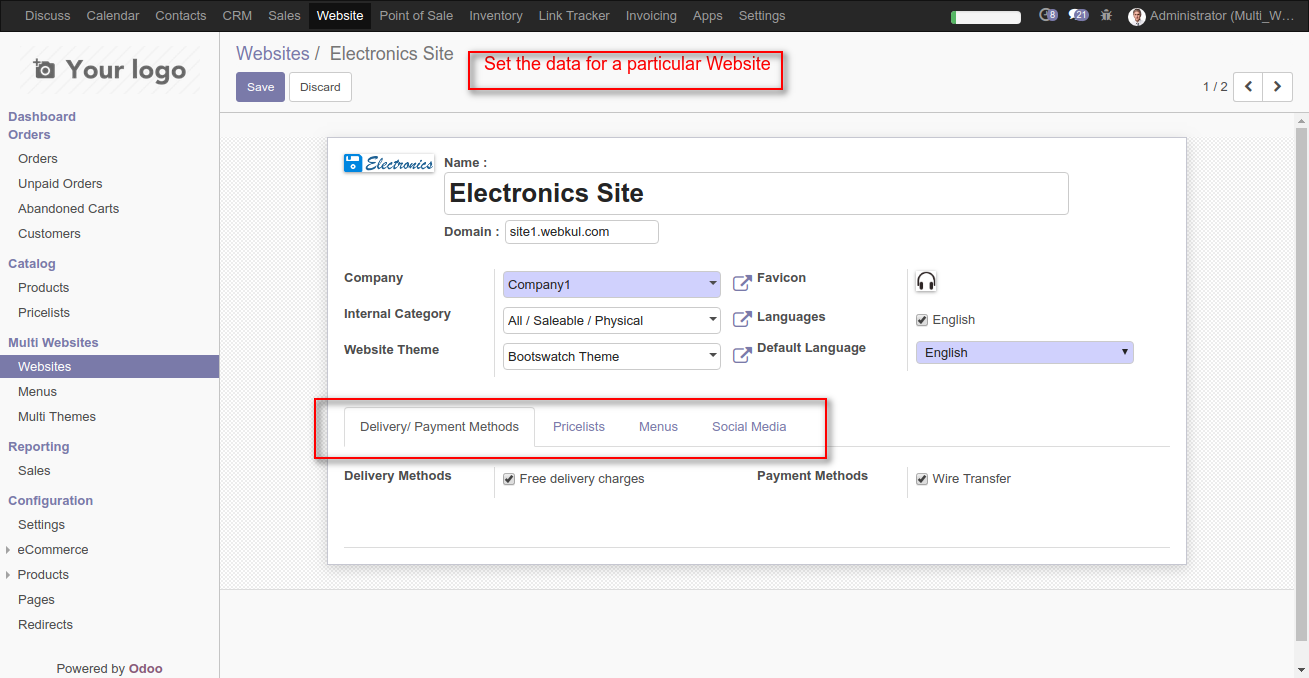 Discuss Calendar Contacts CRM Sales Website Point of Sale Inventory Link Tracker Invoicing Apps Settings 8 21 Administrator (Multi_W...
Your logo
Websites / Electronics Site
Set the data for a particular Website
Save Discard
1 / 2
Dashboard
Orders
Orders
Unpaid Orders
Abandoned Carts
Customers
Catalog
Products
Pricelists
Multi Websites
Websites
Menus
Multi Themes
Reporting
Sales
Configuration
Settings
eCommerce
Products
Pages
Redirects
Powered by Odoo
Electronics
Name :
Electronics Site
Domain : site1.webkul.com
Company Company1
Internal Category All / Saleable / Physical
Website Theme Bootswatch Theme
Favicon
Languages English
Default Language English
Delivery/ Payment Methods Pricelists Menus Social Media
Delivery Methods Free delivery charges
Payment Methods Wire Transfer